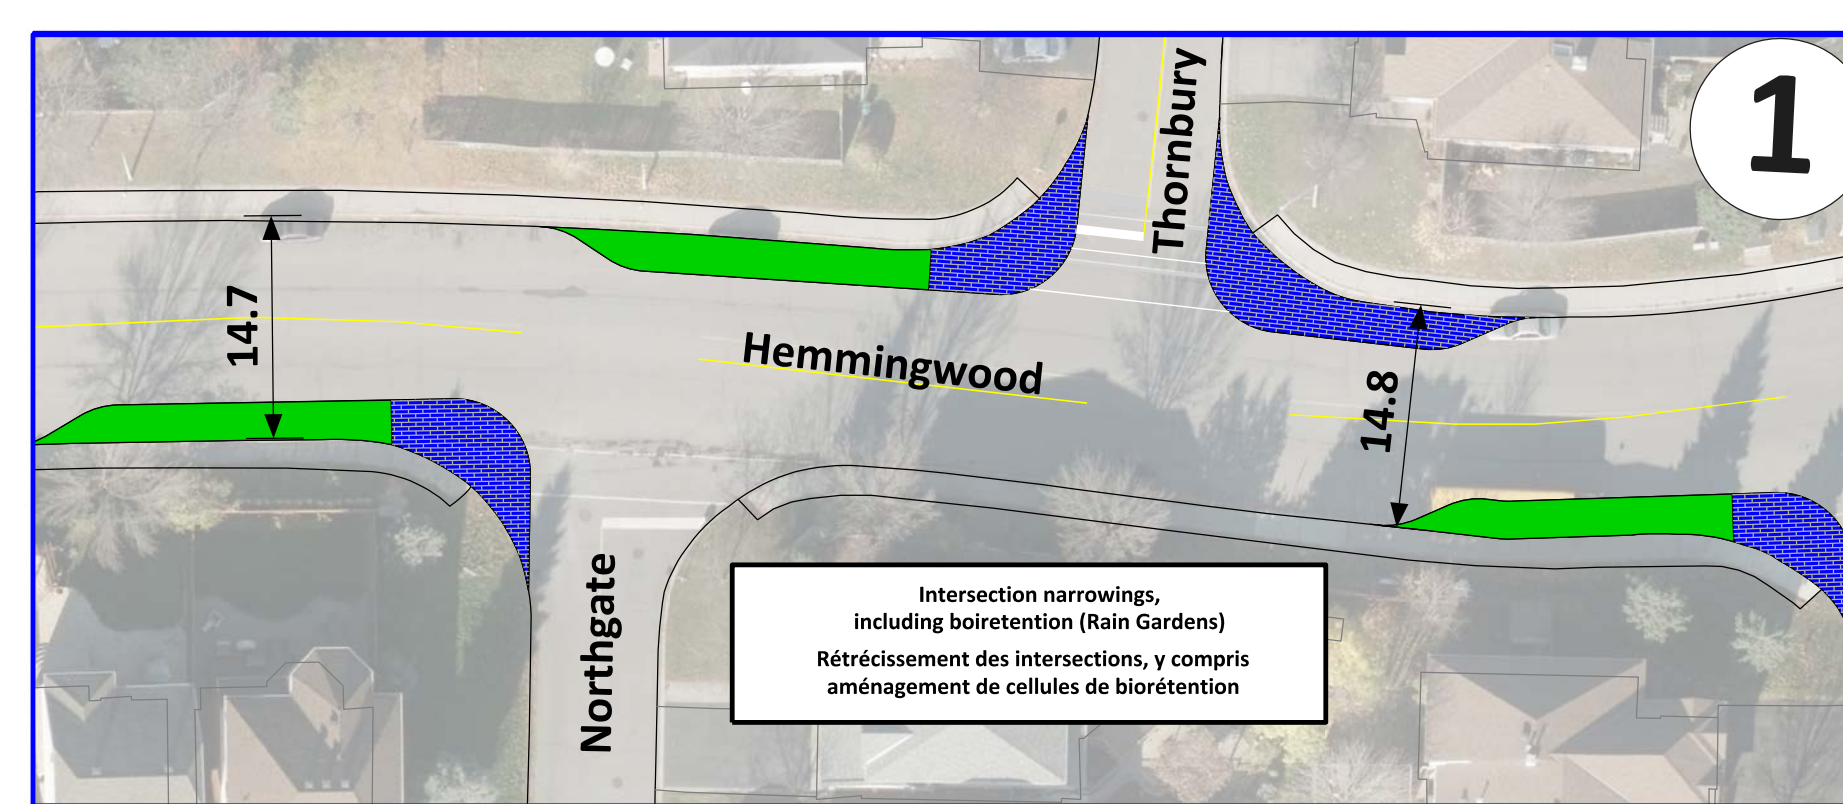 1
Thornbury
14.7
Hemmingwood
14.8
Northgate
Intersection narrowings,
including boiretention (Rain Gardens)
Rétrécissement des intersections, y compris
aménagement de cellules de biorétention